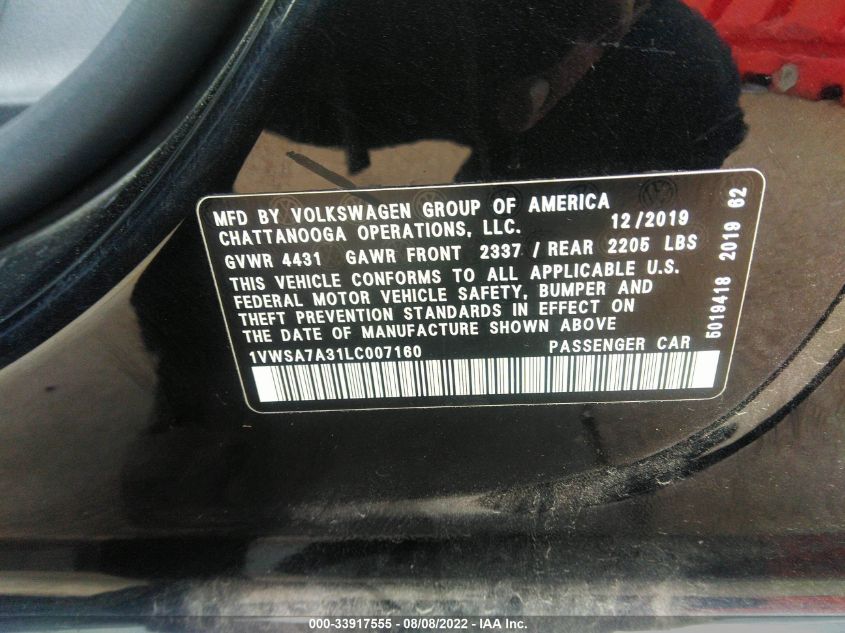 MFD BY VOLKSWAGEN GROUP OF AMERICA
CHATTANOOGA OPERATIONS, LLC. 12/2019
GVWR 4431 GAWR FRONT 2337 / REAR 2205 LBS
THIS VEHICLE CONFORMS TO ALL APPLICABLE U.S.
FEDERAL MOTOR VEHICLE SAFETY, BUMPER AND
THEFT PREVENTION STANDARDS IN EFFECT ON
THE DATE OF MANUFACTURE SHOWN ABOVE
1VWSA7A31LC007160 PASSENGER CAR
5019418 2019 62
000-33917555 - 08/08/2022 - IAA Inc.